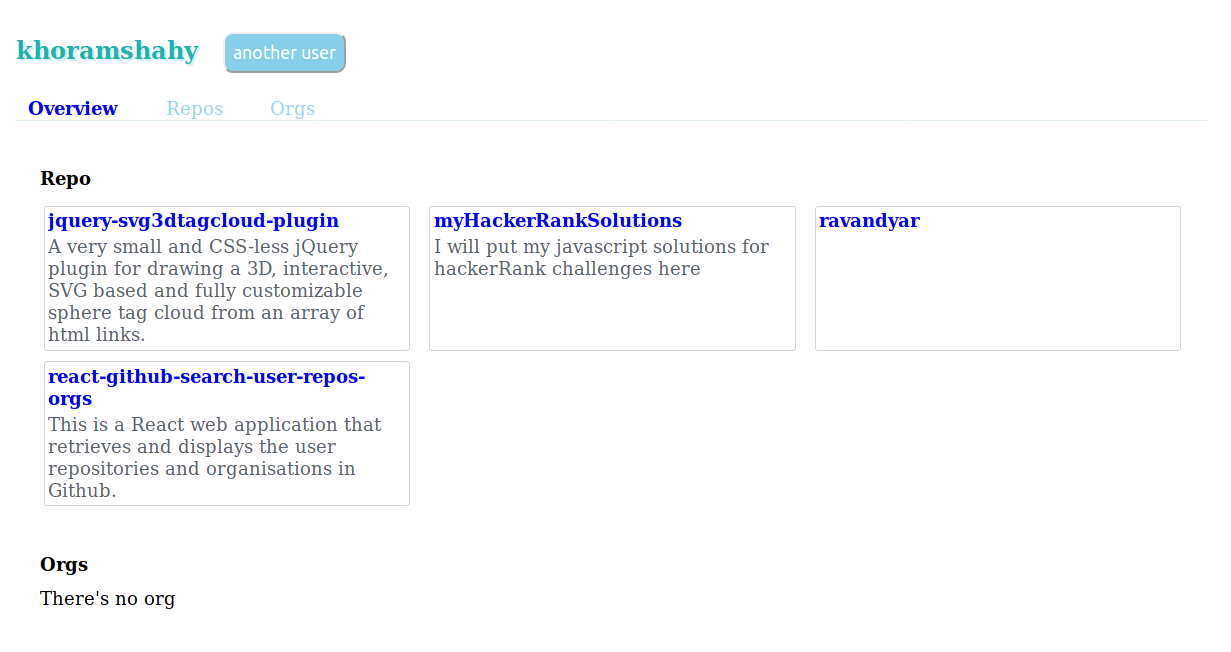 khoramshahy another user
Overview Repos Orgs
Repo
jquery-svg3dtagcloud-plugin
A very small and CSS-less jQuery
plugin for drawing a 3D, interactive,
SVG based and fully customizable
sphere tag cloud from an array of
html links.
myHackerRankSolutions
I will put my javascript solutions for
hackerRank challenges here
ravandyar
react-github-search-user-repos-
orgs
This is a React web application that
retrieves and displays the user
repositories and organisations in
Github.
Orgs
There's no org